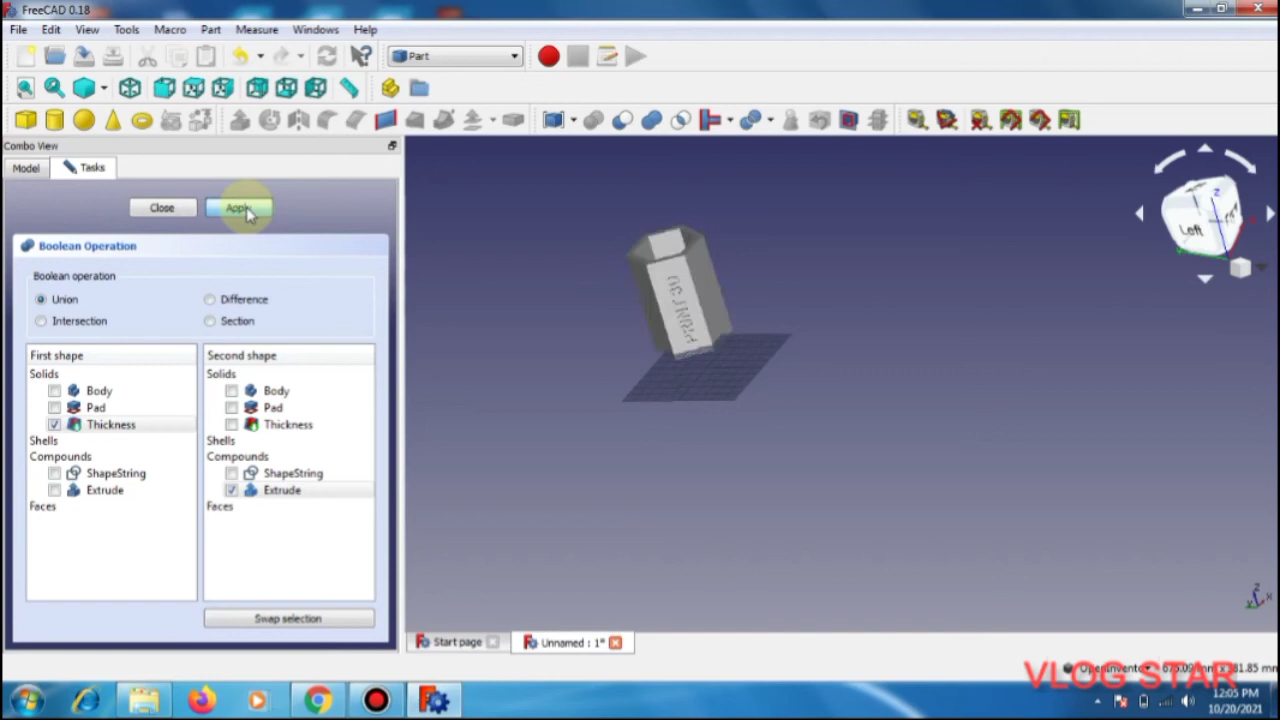 FreeCAD 0.18
File Edit View Tools Macro Part Measure Windows Help
Part
Combo View
Model Tasks
Close Apply
Boolean Operation
Boolean operation
Union Difference
Intersection Section
First shape Second shape
Solids Solids
Body Body
Pad Pad
Thickness Thickness
Shells Shells
Compounds Compounds
ShapeString ShapeString
Extrude Extrude
Faces Faces
Swap selection
Left
Z
PRINT 3D
Start page Unnamed : 1*
VLOG STAR
12:05 PM
10/20/2021